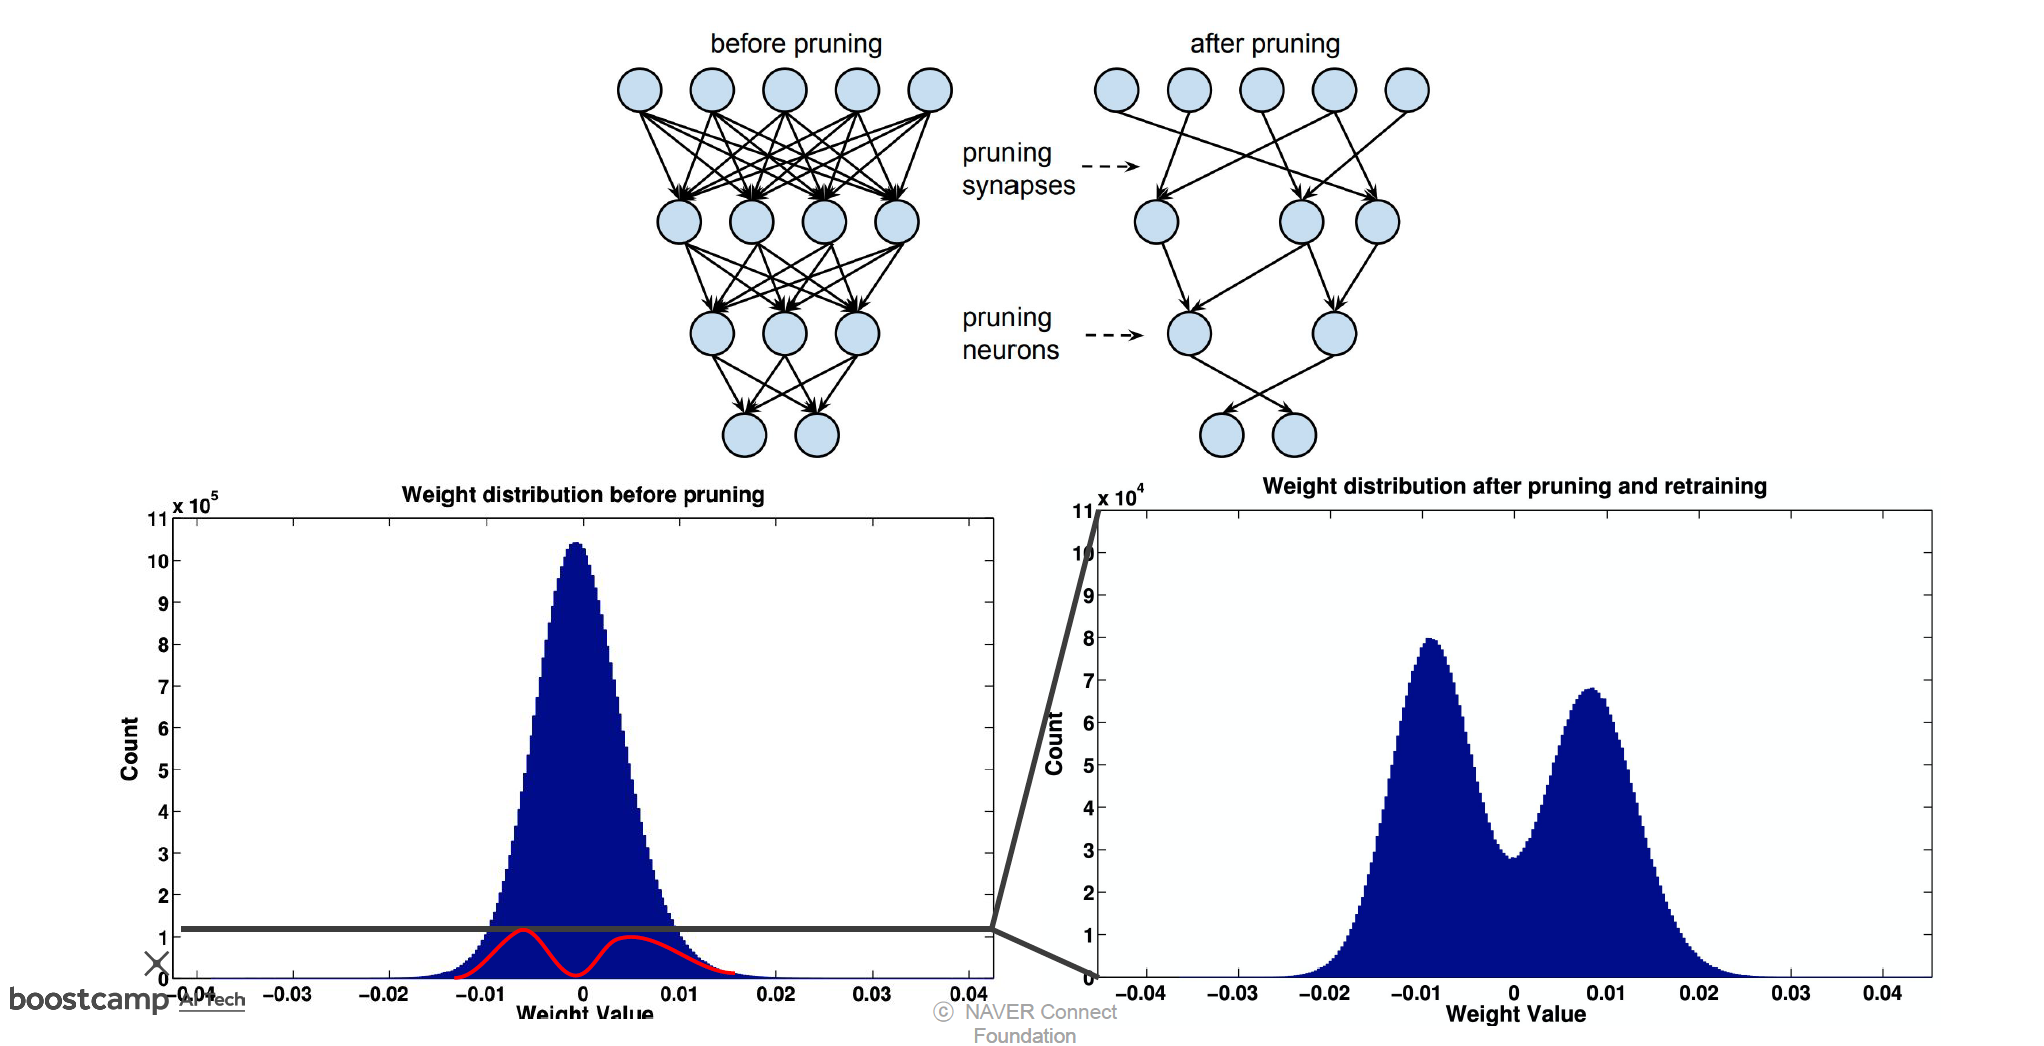 before pruning
after pruning
pruning
synapses
pruning
neurons
Weight distribution before pruning
x 10^5
11
10
9
8
7
6
5
4
3
2
1
0
Count
−0.04 −0.03 −0.02 −0.01 0 0.01 0.02 0.03 0.04
Weight Value
Weight distribution after pruning and retraining
x 10^4
11
10
9
8
7
6
5
4
3
2
1
0
Count
−0.04 −0.03 −0.02 −0.01 0 0.01 0.02 0.03 0.04
Weight Value
boostcamp AI Tech
© NAVER Connect
Foundation